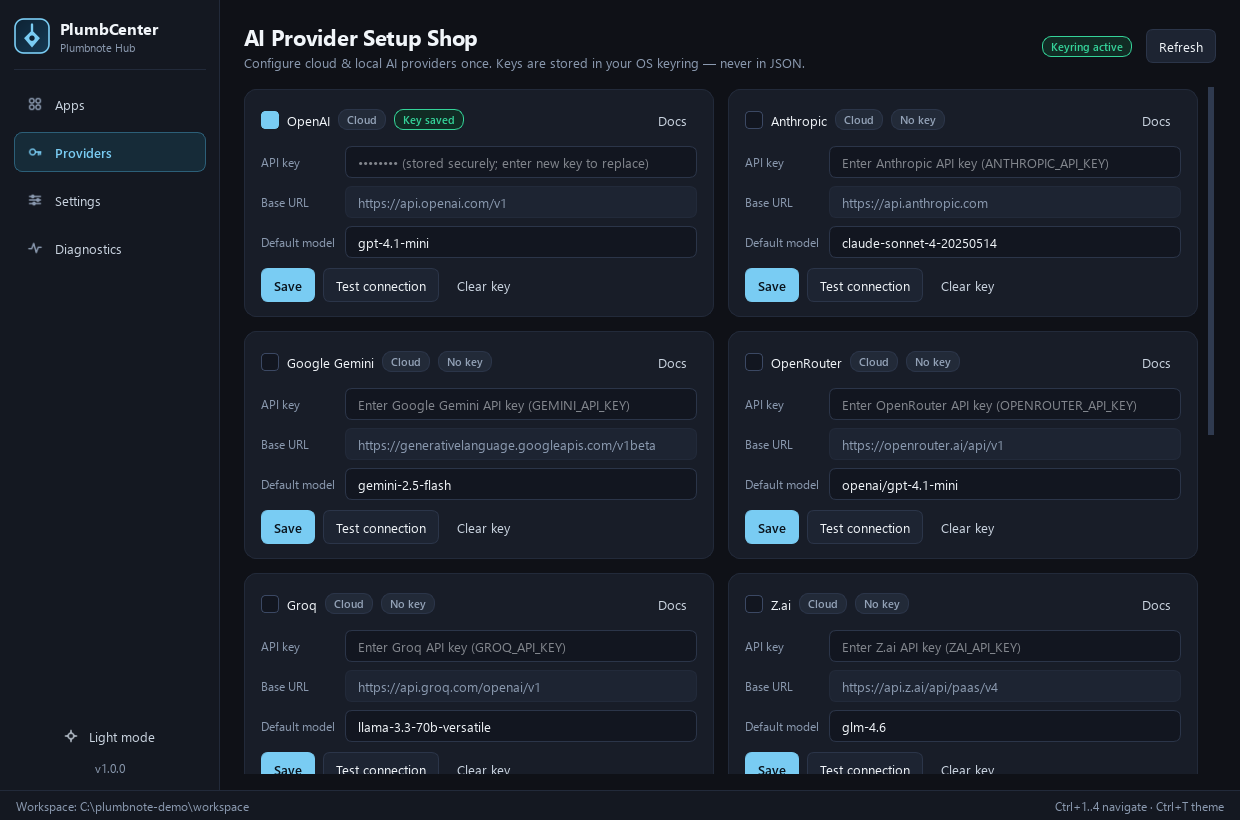 PlumbCenter
Plumbnote Hub
Apps
Providers
Settings
Diagnostics
Light mode
v1.0.0
AI Provider Setup Shop
Configure cloud & local AI providers once. Keys are stored in your OS keyring — never in JSON.
Keyring active
Refresh
OpenAI Cloud Key saved Docs
API key •••••••• (stored securely; enter new key to replace)
Base URL https://api.openai.com/v1
Default model gpt-4.1-mini
Save Test connection Clear key
Anthropic Cloud No key Docs
API key Enter Anthropic API key (ANTHROPIC_API_KEY)
Base URL https://api.anthropic.com
Default model claude-sonnet-4-20250514
Save Test connection Clear key
Google Gemini Cloud No key Docs
API key Enter Google Gemini API key (GEMINI_API_KEY)
Base URL https://generativelanguage.googleapis.com/v1beta
Default model gemini-2.5-flash
Save Test connection Clear key
OpenRouter Cloud No key Docs
API key Enter OpenRouter API key (OPENROUTER_API_KEY)
Base URL https://openrouter.ai/api/v1
Default model openai/gpt-4.1-mini
Save Test connection Clear key
Groq Cloud No key Docs
API key Enter Groq API key (GROQ_API_KEY)
Base URL https://api.groq.com/openai/v1
Default model llama-3.3-70b-versatile
Save Test connection Clear key
Z.ai Cloud No key Docs
API key Enter Z.ai API key (ZAI_API_KEY)
Base URL https://api.z.ai/api/paas/v4
Default model glm-4.6
Save Test connection Clear key
Workspace: C:\plumbnote-demo\workspace
Ctrl+1..4 navigate · Ctrl+T theme